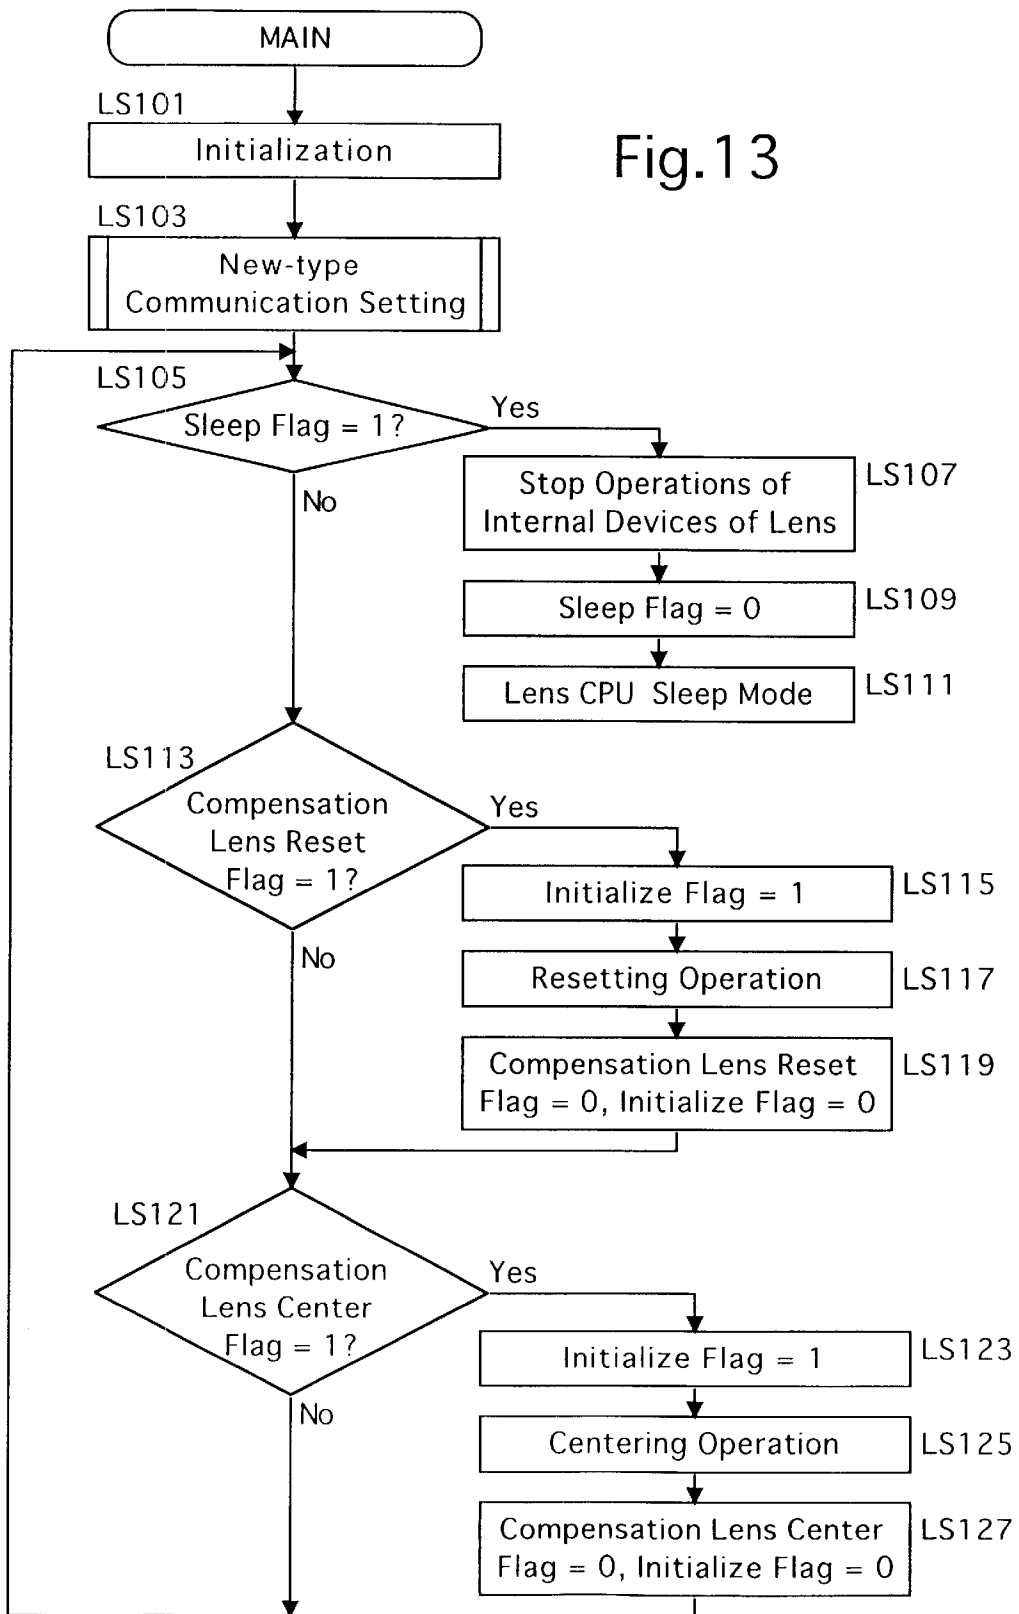 MAIN
LS101
Initialization
Fig.13
LS103
New-type
Communication Setting
LS105
Sleep Flag = 1?
Yes
No
Stop Operations of
Internal Devices of Lens
LS107
Sleep Flag = 0
LS109
Lens CPU Sleep Mode
LS111
LS113
Compensation
Lens Reset
Flag = 1?
Yes
No
Initialize Flag = 1
LS115
Resetting Operation
LS117
Compensation Lens Reset
Flag = 0, Initialize Flag = 0
LS119
LS121
Compensation
Lens Center
Flag = 1?
Yes
No
Initialize Flag = 1
LS123
Centering Operation
LS125
Compensation Lens Center
Flag = 0, Initialize Flag = 0
LS127